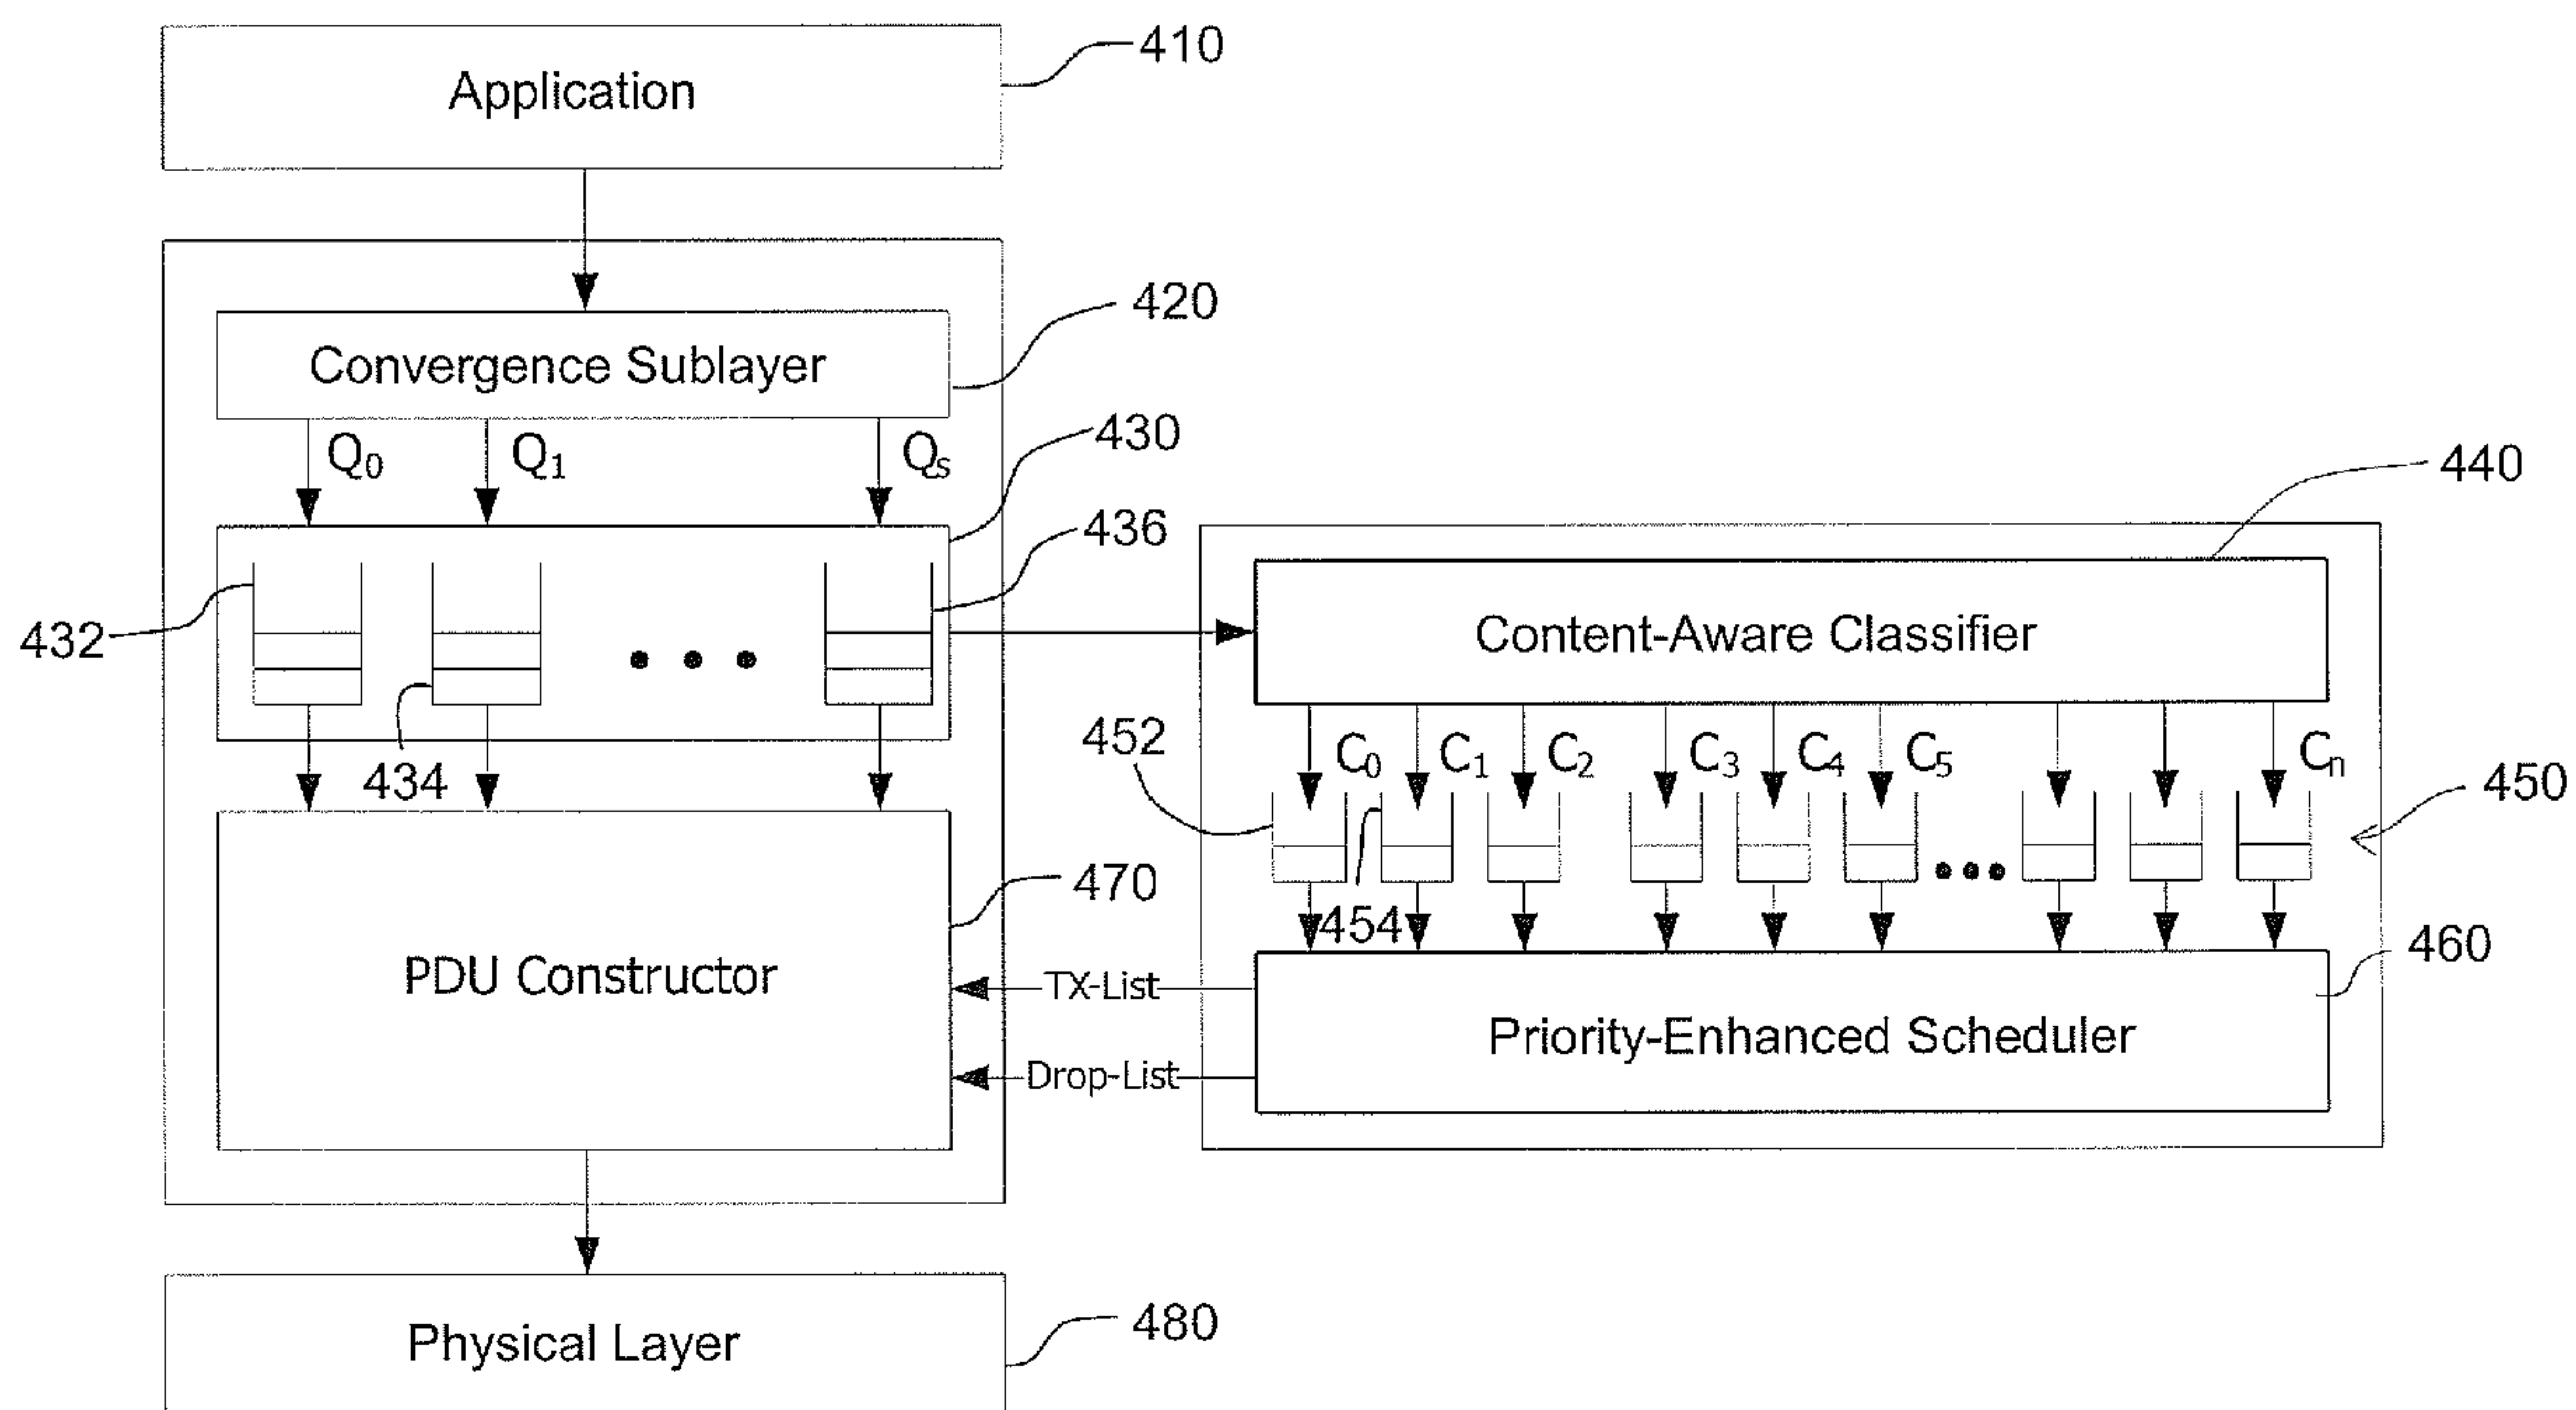 Application
410
Convergence Sublayer
420
Q0 Q1 Qs
430
436
432
434
440
Content-Aware Classifier
452
C0 C1 C2 C3 C4 C5 Cn
450
454
470
PDU Constructor
TX-List
Drop-List
460
Priority-Enhanced Scheduler
Physical Layer
480